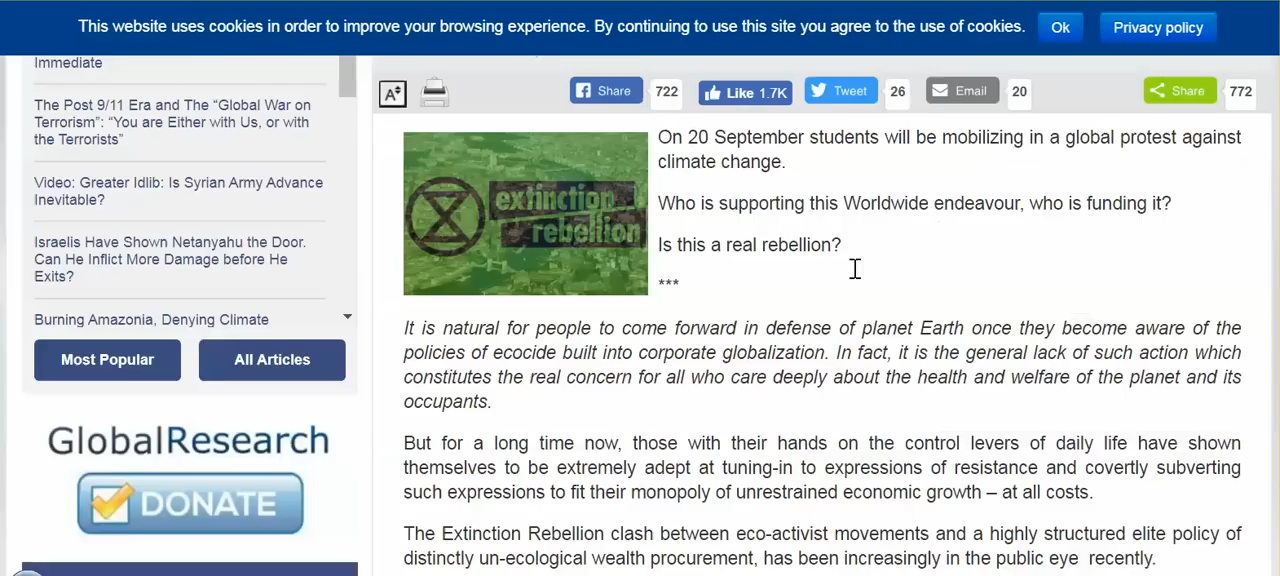 This website uses cookies in order to improve your browsing experience. By continuing to use this site you agree to the use of cookies. Ok Privacy policy
Immediate
The Post 9/11 Era and The “Global War on
Terrorism”: “You are Either with Us, or with
the Terrorists”
Video: Greater Idlib: Is Syrian Army Advance
Inevitable?
Israelis Have Shown Netanyahu the Door.
Can He Inflict More Damage before He
Exits?
Burning Amazonia, Denying Climate
Most Popular All Articles
GlobalResearch
DONATE
A Share 722 Like 1.7K Tweet 26 Email 20 Share 772
extinction
rebellion
On 20 September students will be mobilizing in a global protest against
climate change.
Who is supporting this Worldwide endeavour, who is funding it?
Is this a real rebellion?
***
It is natural for people to come forward in defense of planet Earth once they become aware of the
policies of ecocide built into corporate globalization. In fact, it is the general lack of such action which
constitutes the real concern for all who care deeply about the health and welfare of the planet and its
occupants.
But for a long time now, those with their hands on the control levers of daily life have shown
themselves to be extremely adept at tuning-in to expressions of resistance and covertly subverting
such expressions to fit their monopoly of unrestrained economic growth – at all costs.
The Extinction Rebellion clash between eco-activist movements and a highly structured elite policy of
distinctly un-ecological wealth procurement, has been increasingly in the public eye recently.